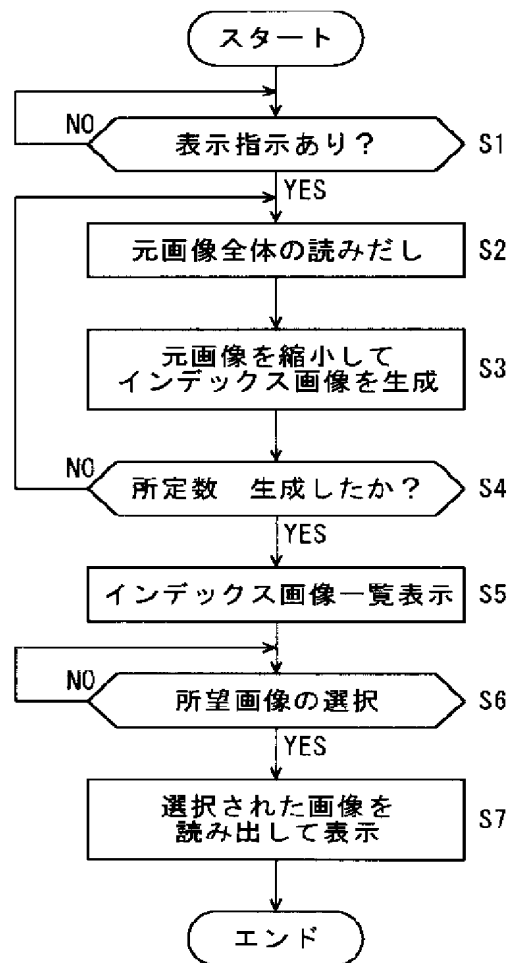 スタート
NO
表示指示あり？ S1
YES
元画像全体の読みだし S2
元画像を縮小して
インデックス画像を生成 S3
NO
所定数　生成したか？ S4
YES
インデックス画像一覧表示 S5
NO
所望画像の選択 S6
YES
選択された画像を
読み出して表示 S7
エンド